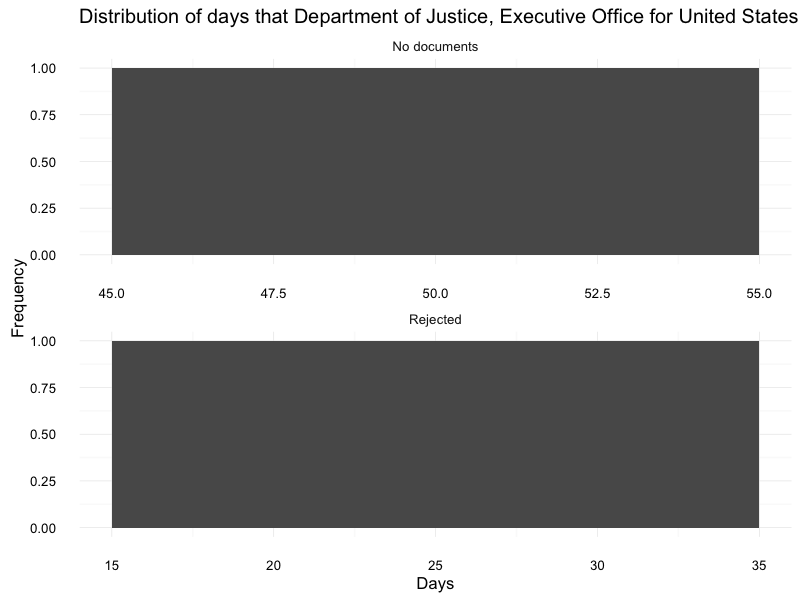 Distribution of days that Department of Justice, Executive Office for United States
No documents
1.00
0.75
0.50
0.25
0.00
45.0 47.5 50.0 52.5 55.0
Frequency
Rejected
1.00
0.75
0.50
0.25
0.00
15 20 25 30 35
Days